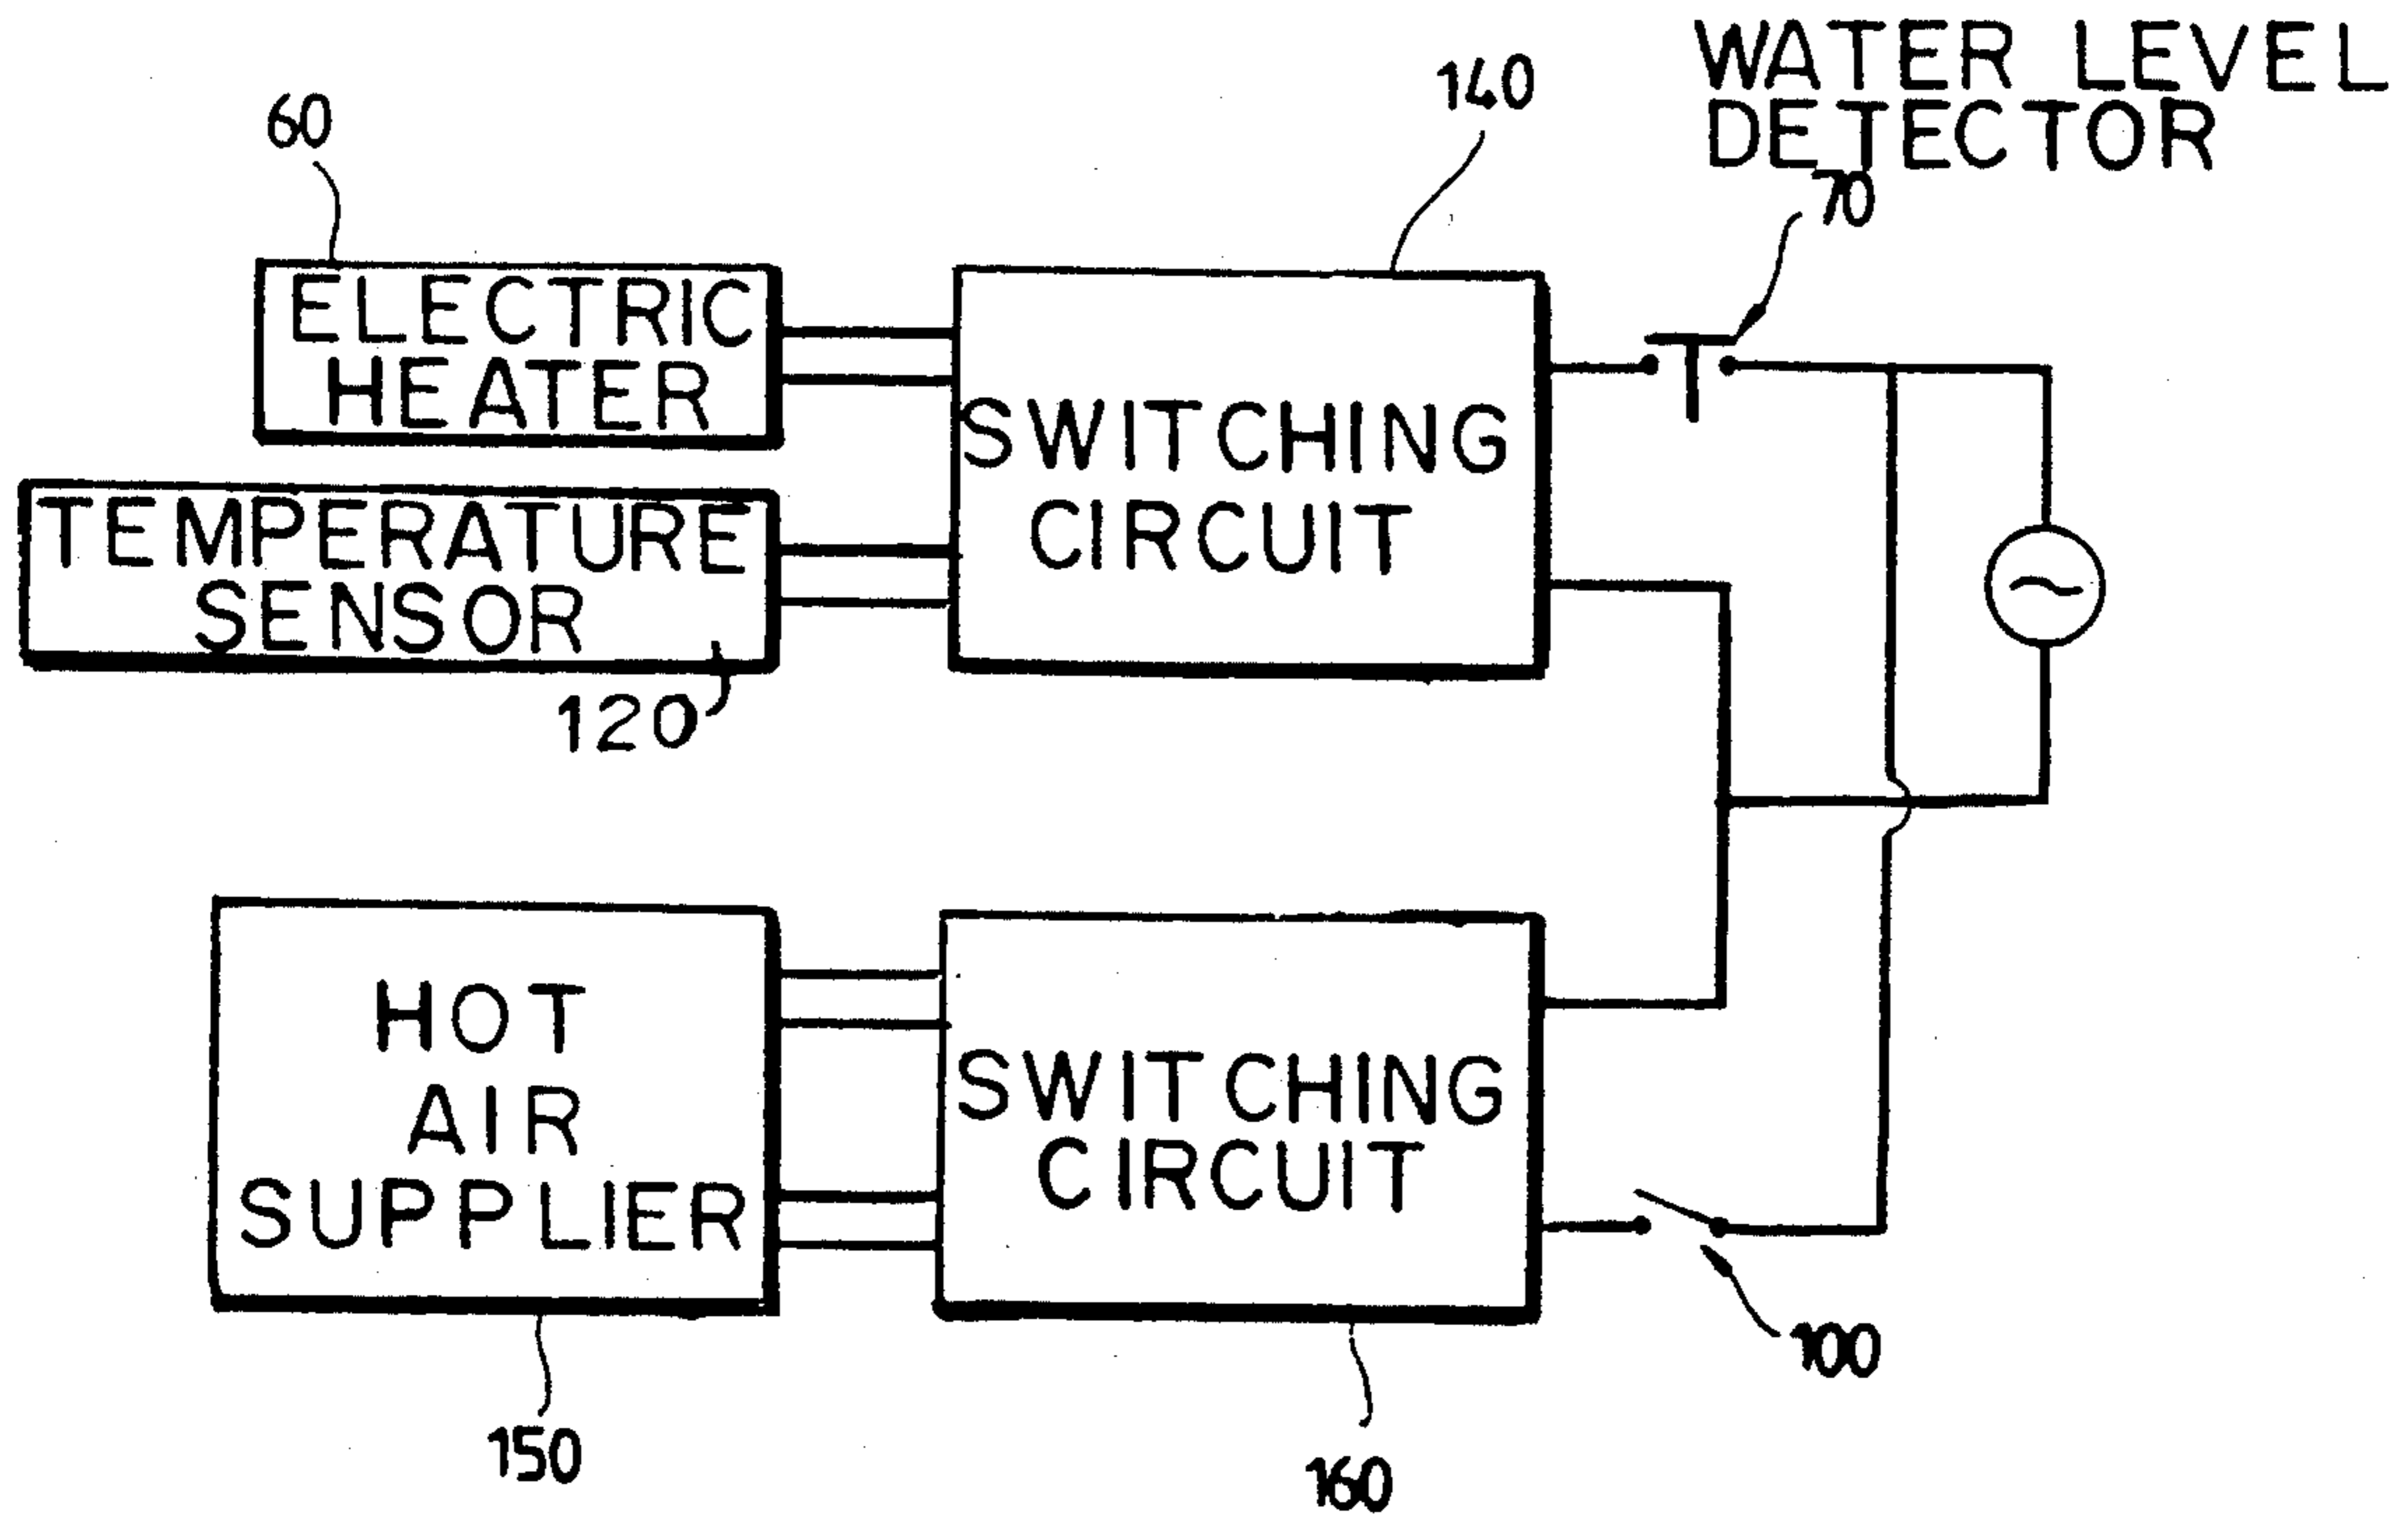 WATER LEVEL
DETECTOR
70
140
60
ELECTRIC
HEATER
TEMPERATURE
SENSOR
120
SWITCHING
CIRCUIT
HOT
AIR
SUPPLIER
150
SWITCHING
CIRCUIT
160
100